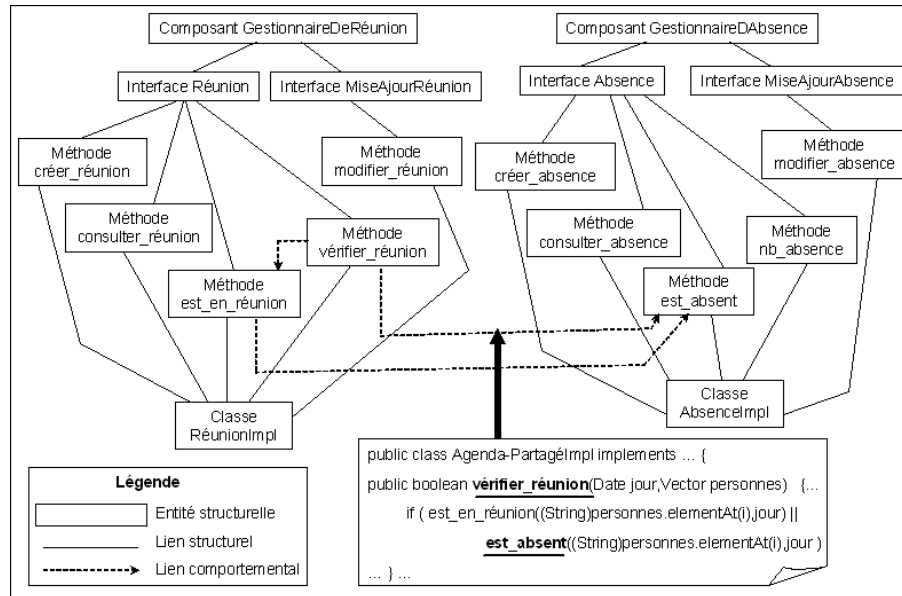 Composant GestionnaireDeRéunion
Composant GestionnaireDAbsence
Interface Réunion
Interface MiseAjourRéunion
Interface Absence
Interface MiseAjourAbsence
Méthode
créer_réunion
Méthode
modifier_réunion
Méthode
créer_absence
Méthode
modifier_absence
Méthode
consulter_réunion
Méthode
vérifier_réunion
Méthode
consulter_absence
Méthode
nb_absence
Méthode
est_en_réunion
Méthode
est_absent
Classe
RéunionImpl
Classe
AbsenceImpl
Légende
Entité structurelle
Lien structurel
Lien comportemental
public class Agenda-PartagéImpl implements ... {
public boolean vérifier_réunion(Date jour,Vector personnes) {...
if ( est_en_réunion((String)personnes.elementAt(i),jour) ||
est_absent((String)personnes.elementAt(i),jour )
... } ...